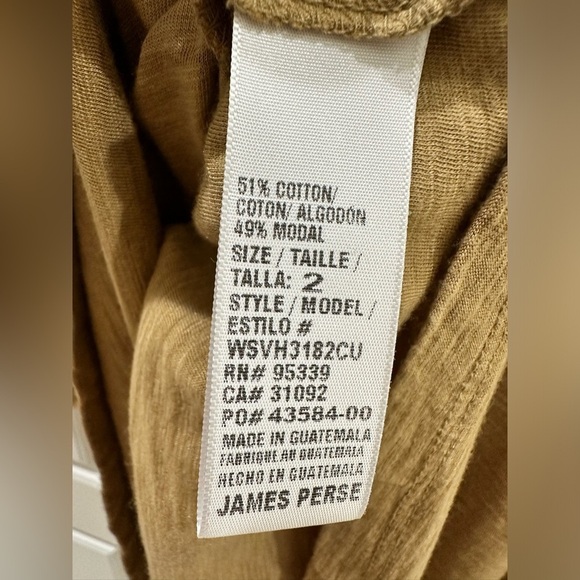 51% COTTON/
COTON/ ALGODÓN
49% MODAL
SIZE / TAILLE /
TALLA: 2
STYLE / MODEL /
ESTILO #
WSVH3182CU
RN# 95339
CA# 31092
PO# 43584-00
MADE IN GUATEMALA
FABRIQUE AU GUATEMALA
HECHO EN GUATEMALA
JAMES PERSE